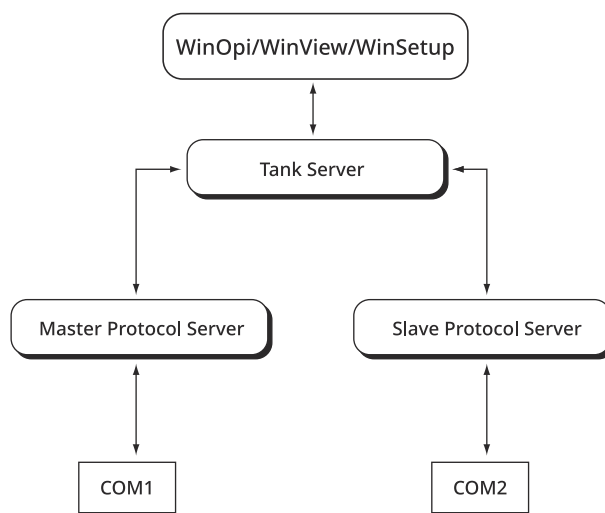 WinOpi/WinView/WinSetup
Tank Server
Master Protocol Server
Slave Protocol Server
COM1
COM2